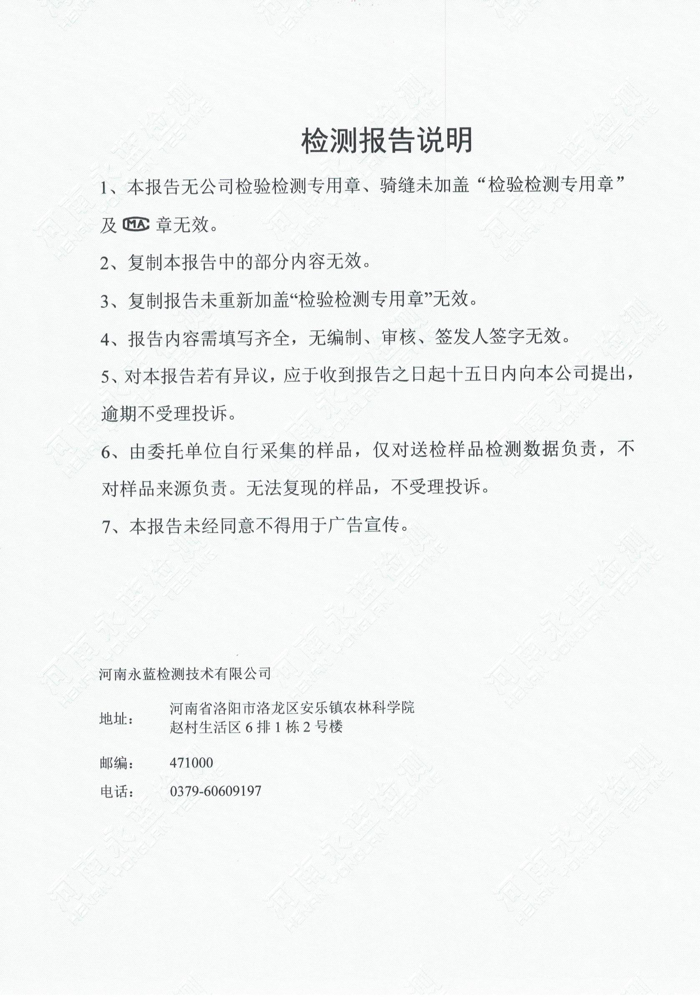 检测报告说明
1、本报告无公司检验检测专用章、骑缝未加盖“检验检测专用章”
及 MA 章无效。
2、复制本报告中的部分内容无效。
3、复制报告未重新加盖“检验检测专用章”无效。
4、报告内容需填写齐全，无编制、审核、签发人签字无效。
5、对本报告若有异议，应于收到报告之日起十五日内向本公司提出，
逾期不受理投诉。
6、由委托单位自行采集的样品，仅对送检样品检测数据负责，不
对样品来源负责。无法复现的样品，不受理投诉。
7、本报告未经同意不得用于广告宣传。
河南永蓝检测技术有限公司
地址： 河南省洛阳市洛龙区安乐镇农林科学院
赵村生活区 6 排 1 栋 2 号楼
邮编： 471000
电话： 0379-60609197
河南永蓝检测
HENAN YONGLAN TESTING